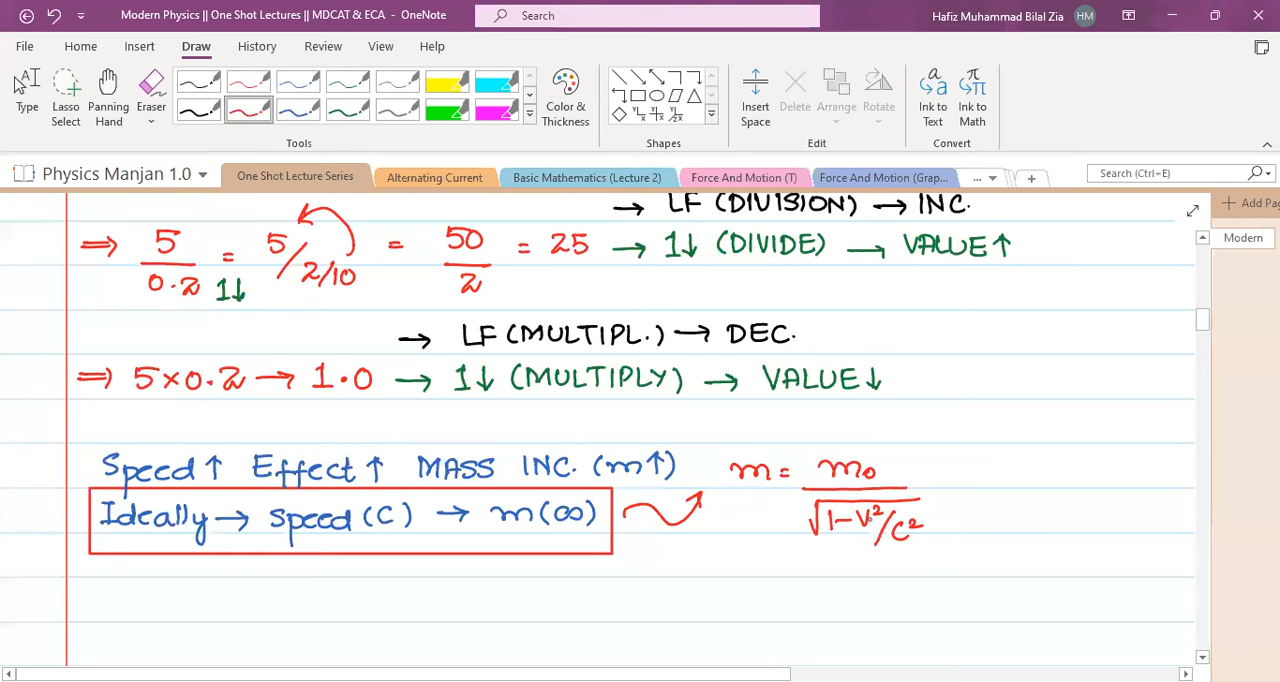 Modern Physics || One Shot Lectures || MDCAT & ECA - OneNote
Search
Hafiz Muhammad Bilal Zia HM
File Home Insert Draw History Review View Help
Type Lasso Select Panning Hand Eraser Color & Thickness Insert Space Delete Arrange Rotate Ink to Text Ink to Math
Tools Shapes Edit Convert
Physics Manjan 1.0 One Shot Lecture Series Alternating Current Basic Mathematics (Lecture 2) Force And Motion (T) Force And Motion (Grap... ... + Search (Ctrl+E)
+ Add Pag
Modern
→ LF (DIVISION) → INC.
⇒ 5/0.2 = 5/2/10 = 50/2 = 25 → 1↓ (DIVIDE) → VALUE↑
1↓
→ LF (MULTIPL.) → DEC.
⇒ 5×0.2 → 1.0 → 1↓ (MULTIPLY) → VALUE↓
Speed↑ Effect↑ MASS INC. (m↑) m = m₀/√1-V²/C²
Ideally → Speed (C) → m(∞)